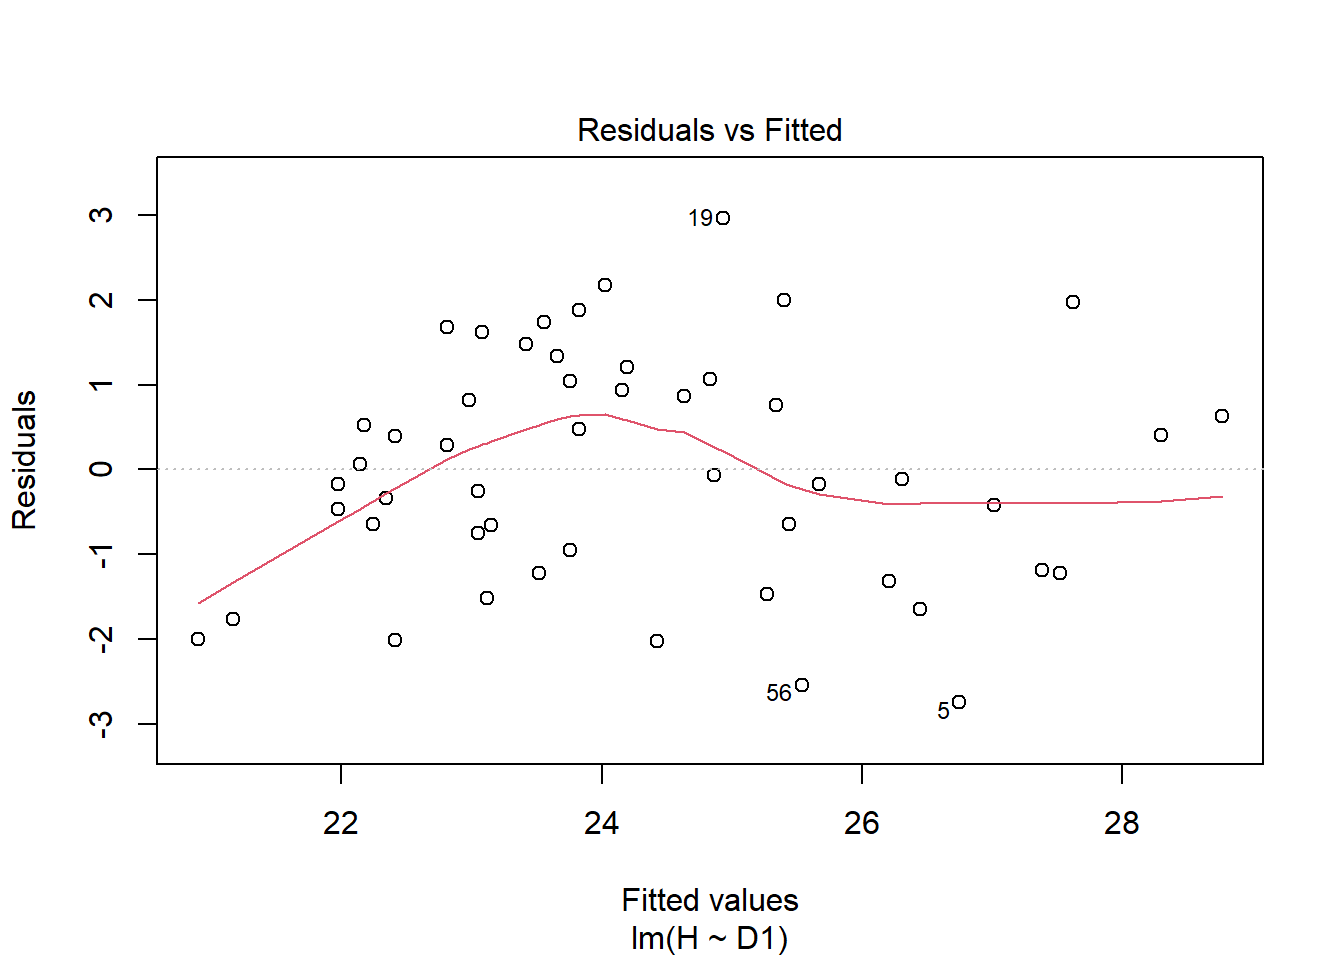 Residuals vs Fitted
Residuals
3
2
1
0
-1
-2
-3
19
56
5
22 24 26 28
Fitted values
lm(H ~ D1)